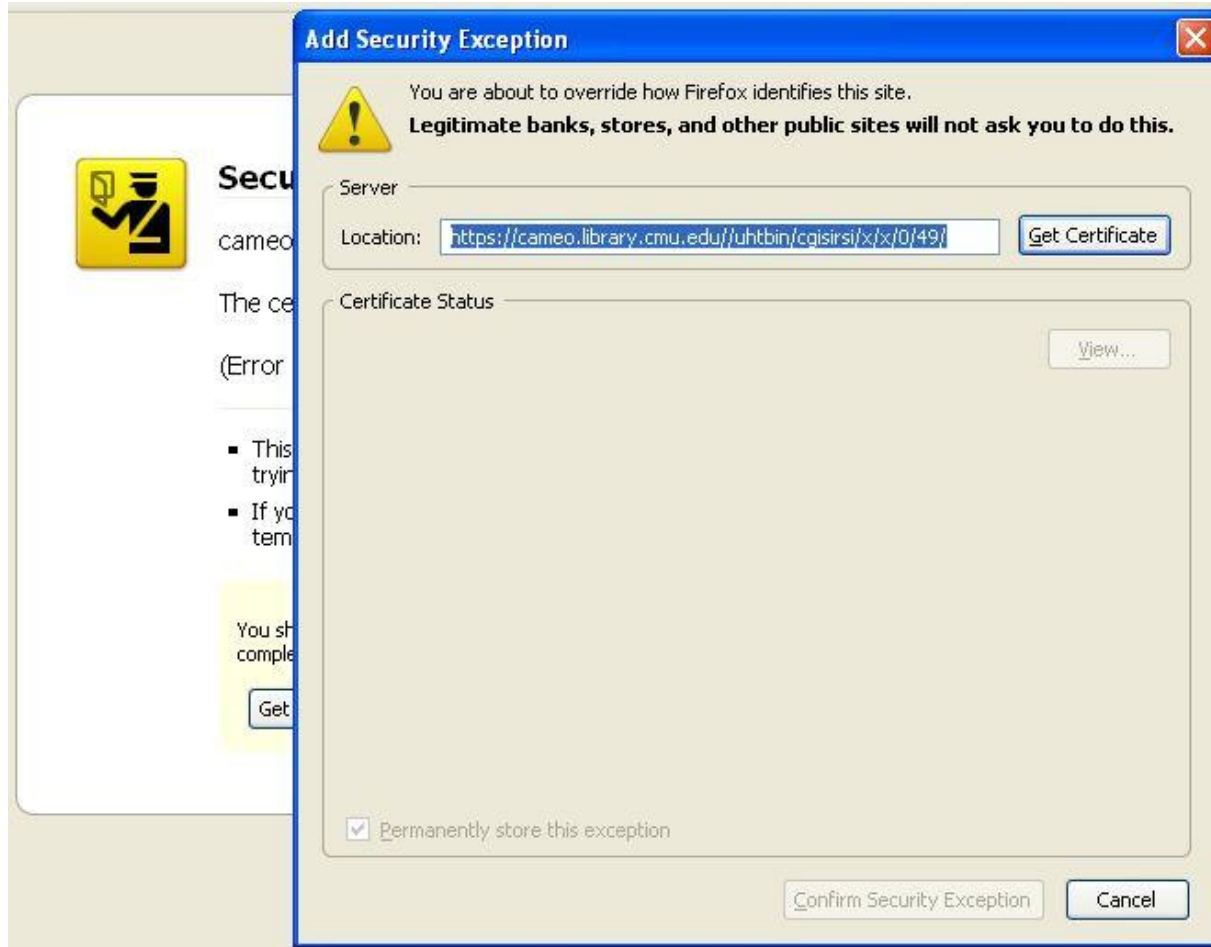 Add Security Exception
You are about to override how Firefox identifies this site.
Legitimate banks, stores, and other public sites will not ask you to do this.
Server
Location: https://cameo.library.cmu.edu//uhtbin/cgisirsi/x/x/0/49/ Get Certificate
Certificate Status
View...
Permanently store this exception
Confirm Security Exception Cancel
Secu
cameo
The ce
(Error
This
tryin
If yo
tem
You sh
comple
Get